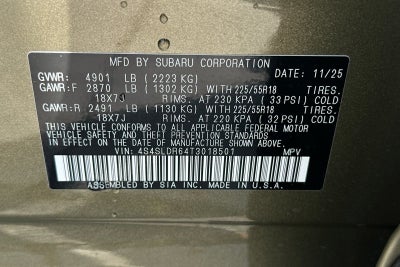 MFD BY SUBARU CORPORATION
GVWR: 4901 LB ( 2223 KG) DATE: 11/25
GAWR:F 2870 LB ( 1302 KG) WITH 225/55R18 TIRES.
18X7J RIMS. AT 230 KPA ( 33 PSI) COLD
GAWR:R 2491 LB ( 1130 KG) WITH 225/55R18 TIRES.
18X7J RIMS. AT 220 KPA ( 32 PSI) COLD
THIS VEHICLE CONFORMS TO ALL APPLICABLE FEDERAL MOTOR
VEHICLE SAFETY AND THEFT PREVENTION STANDARDS IN EFFECT
ON THE DATE OF MANUFACTURE SHOWN ABOVE.
VIN: 4S4SLDR64T3018501 MPV
ASSEMBLED BY SIA INC. MADE IN U.S.A.